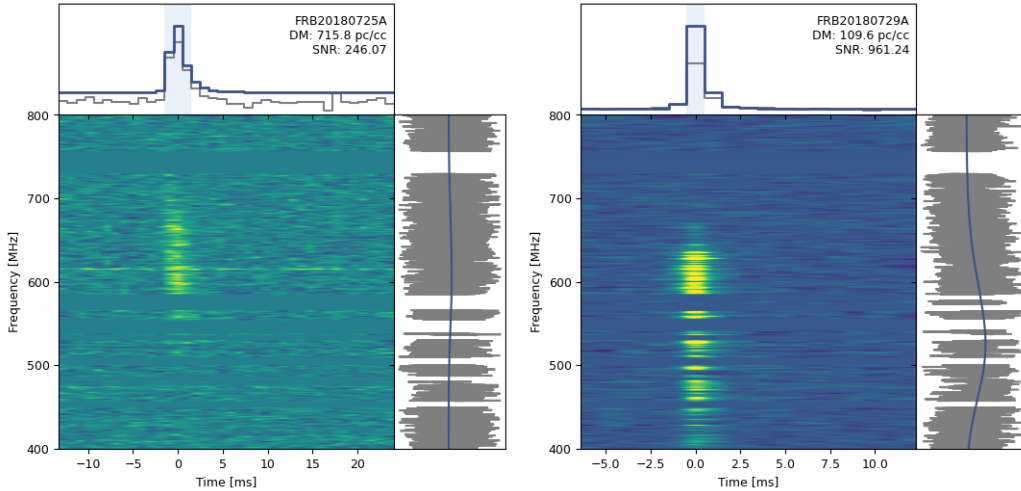 FRB20180725A
DM: 715.8 pc/cc
SNR: 246.07
800
700
600
500
400
Frequency [MHz]
−10 −5 0 5 10 15 20
Time [ms]
FRB20180729A
DM: 109.6 pc/cc
SNR: 961.24
800
700
600
500
400
Frequency [MHz]
−5.0 −2.5 0.0 2.5 5.0 7.5 10.0
Time [ms]